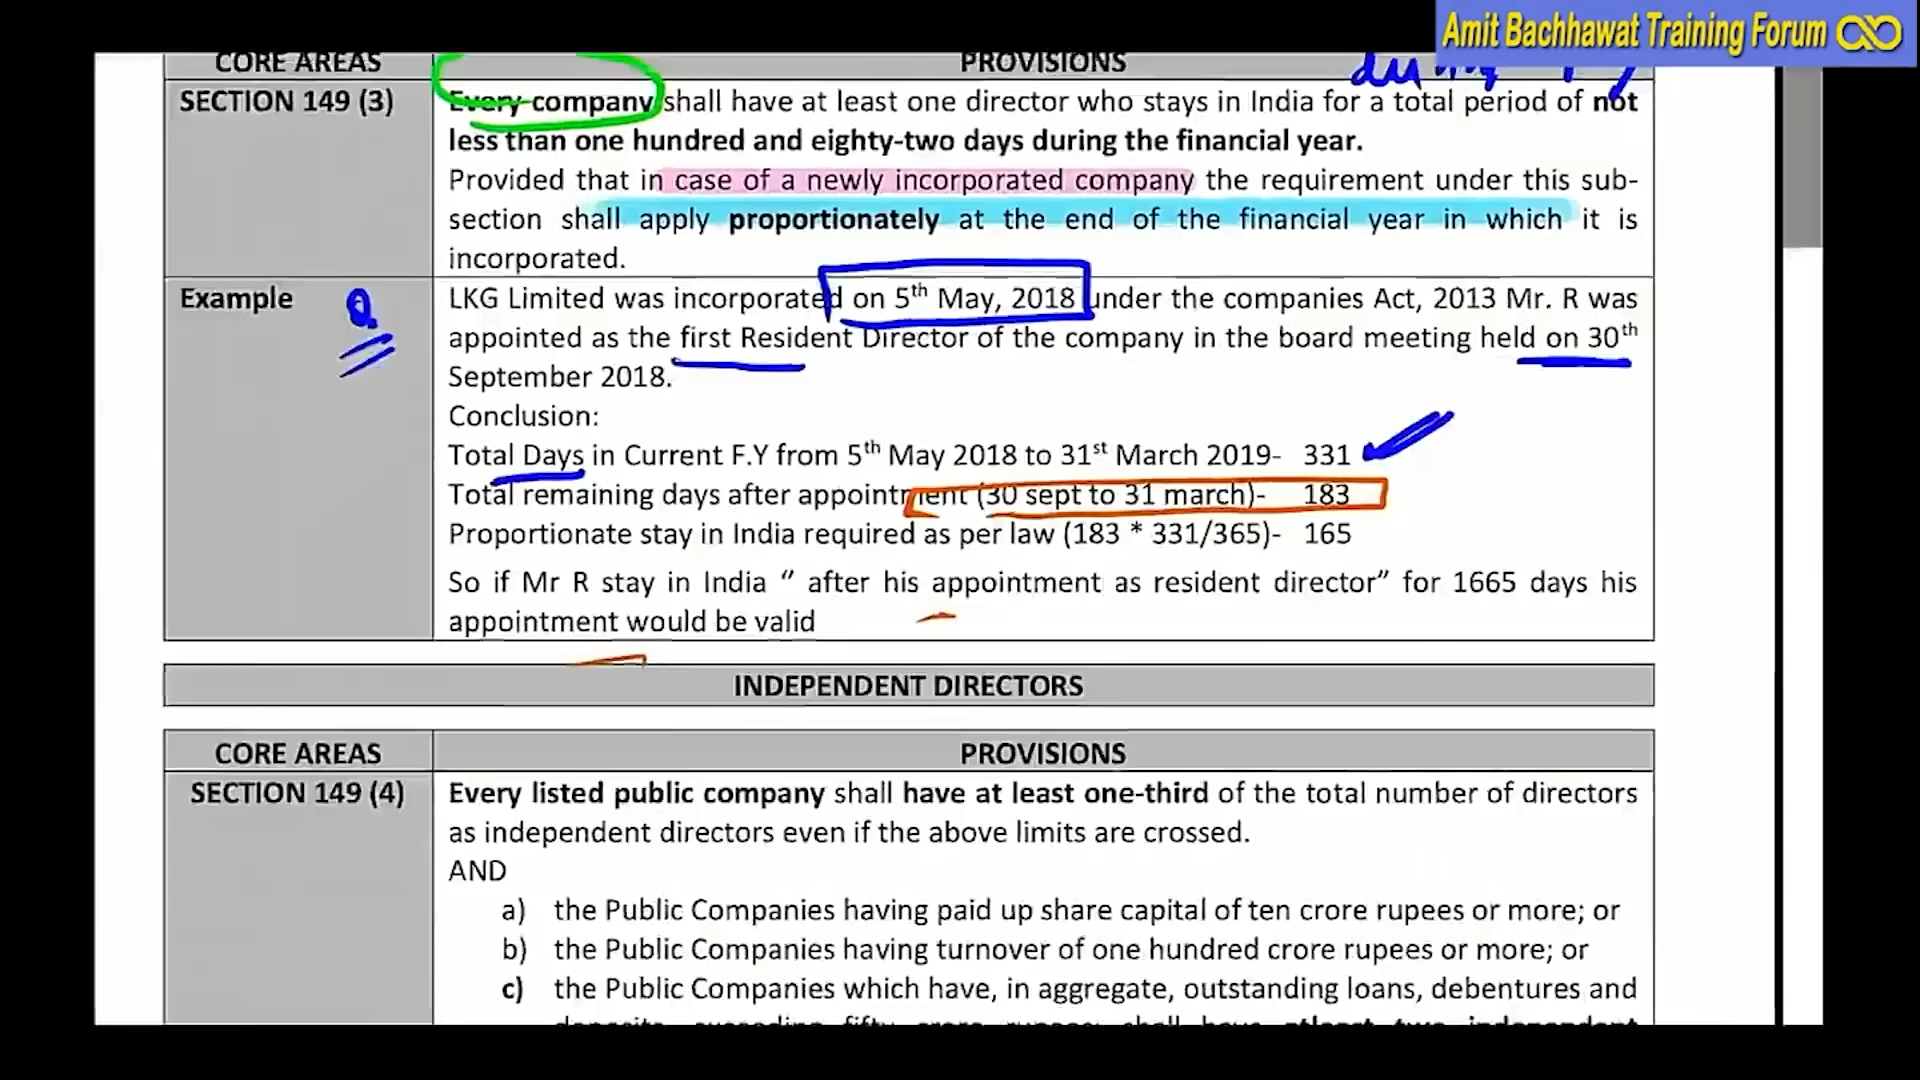 Amit Bachhawat Training Forum
CORE AREAS PROVISIONS
SECTION 149 (3) Every company shall have at least one director who stays in India for a total period of not
less than one hundred and eighty-two days during the financial year.
Provided that in case of a newly incorporated company the requirement under this sub-
section shall apply proportionately at the end of the financial year in which it is
incorporated.
Example Q. LKG Limited was incorporated on 5th May, 2018 under the companies Act, 2013 Mr. R was
appointed as the first Resident Director of the company in the board meeting held on 30th
September 2018.
Conclusion:
Total Days in Current F.Y from 5th May 2018 to 31st March 2019- 331
Total remaining days after appointment (30 sept to 31 march)- 183
Proportionate stay in India required as per law (183 * 331/365)- 165
So if Mr R stay in India “ after his appointment as resident director” for 1665 days his
appointment would be valid
INDEPENDENT DIRECTORS
CORE AREAS PROVISIONS
SECTION 149 (4) Every listed public company shall have at least one-third of the total number of directors
as independent directors even if the above limits are crossed.
AND
a) the Public Companies having paid up share capital of ten crore rupees or more; or
b) the Public Companies having turnover of one hundred crore rupees or more; or
c) the Public Companies which have, in aggregate, outstanding loans, debentures and